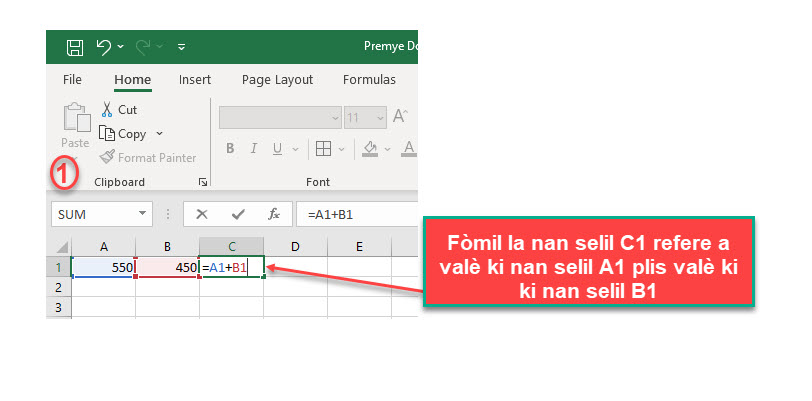 Premye Do
File Home Insert Page Layout Formulas
Cut
Copy
Paste
Format Painter
11 A
B I U A
1
Clipboard Font
SUM fx =A1+B1
A B C D E
1 550 450 =A1+B1
2
3
Fòmil la nan selil C1 refere a
valè ki nan selil A1 plis valè ki
ki nan selil B1